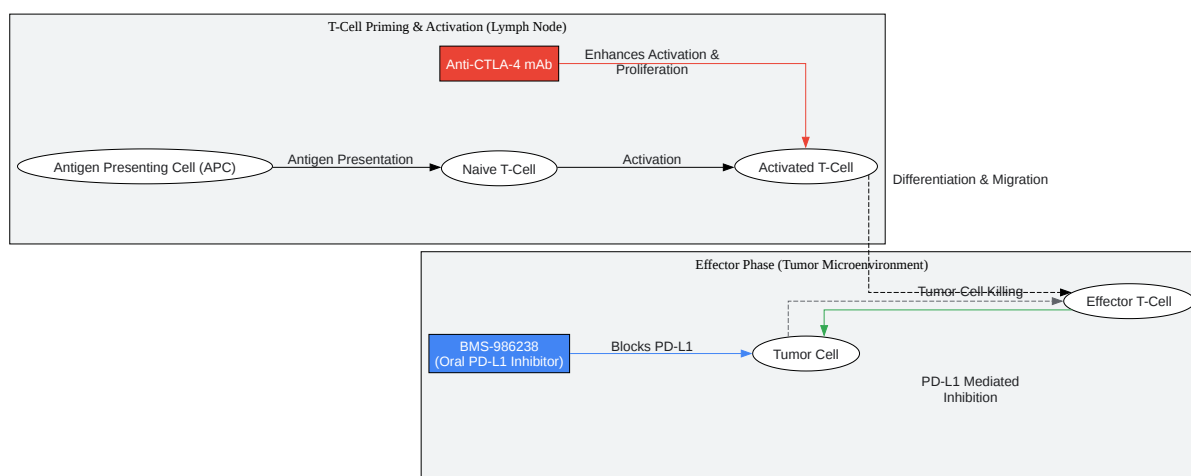 T-Cell Priming & Activation (Lymph Node)
Anti-CTLA-4 mAb
Enhances Activation &
Proliferation
Antigen Presenting Cell (APC)
Antigen Presentation
Naive T-Cell
Activation
Activated T-Cell
Differentiation & Migration
Effector Phase (Tumor Microenvironment)
Tumor Cell Killing
Effector T-Cell
BMS-986238
(Oral PD-L1 Inhibitor)
Blocks PD-L1
Tumor Cell
PD-L1 Mediated
Inhibition